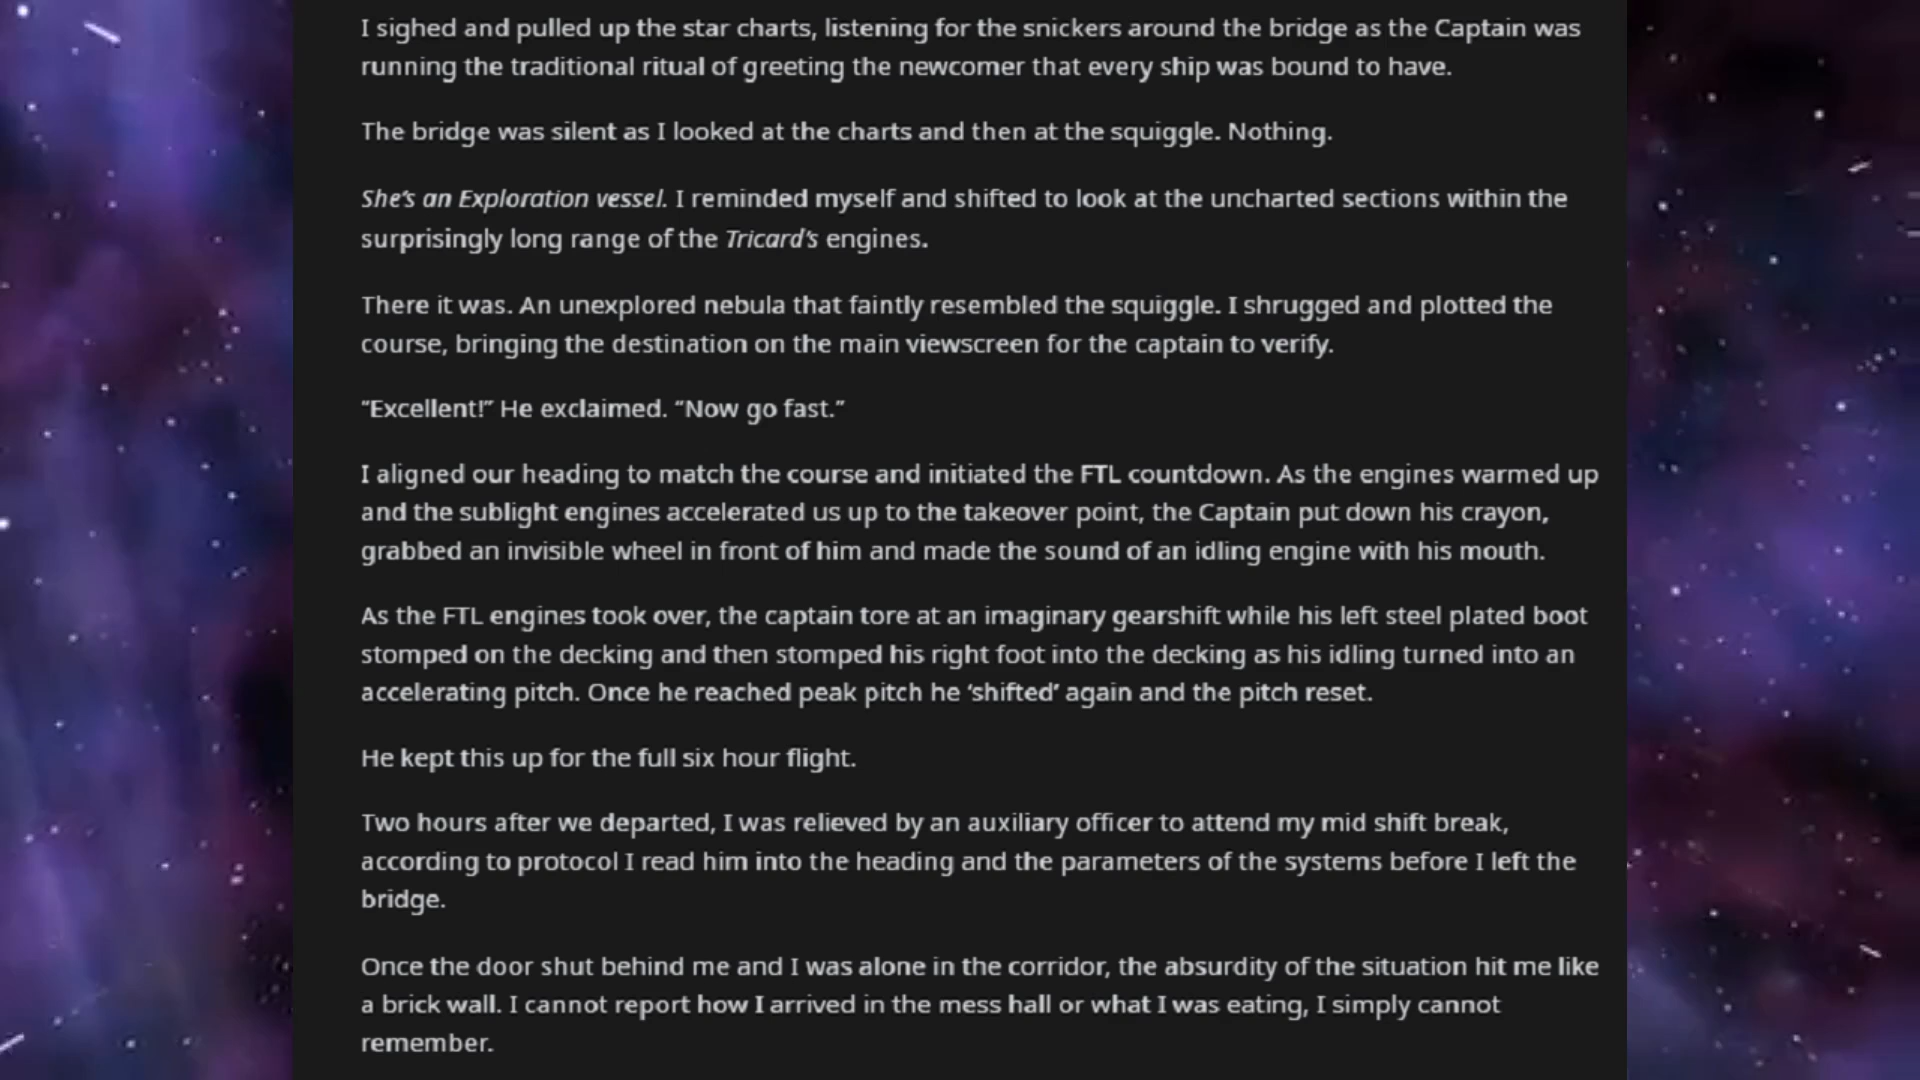 I sighed and pulled up the star charts, listening for the snickers around the bridge as the Captain was
running the traditional ritual of greeting the newcomer that every ship was bound to have.
The bridge was silent as I looked at the charts and then at the squiggle. Nothing.
She’s an Exploration vessel. I reminded myself and shifted to look at the uncharted sections within the
surprisingly long range of the Tricard’s engines.
There it was. An unexplored nebula that faintly resembled the squiggle. I shrugged and plotted the
course, bringing the destination on the main viewscreen for the captain to verify.
“Excellent!” He exclaimed. “Now go fast.”
I aligned our heading to match the course and initiated the FTL countdown. As the engines warmed up
and the sublight engines accelerated us up to the takeover point, the Captain put down his crayon,
grabbed an invisible wheel in front of him and made the sound of an idling engine with his mouth.
As the FTL engines took over, the captain tore at an imaginary gearshift while his left steel plated boot
stomped on the decking and then stomped his right foot into the decking as his idling turned into an
accelerating pitch. Once he reached peak pitch he ‘shifted’ again and the pitch reset.
He kept this up for the full six hour flight.
Two hours after we departed, I was relieved by an auxiliary officer to attend my mid shift break,
according to protocol I read him into the heading and the parameters of the systems before I left the
bridge.
Once the door shut behind me and I was alone in the corridor, the absurdity of the situation hit me like
a brick wall. I cannot report how I arrived in the mess hall or what I was eating, I simply cannot
remember.